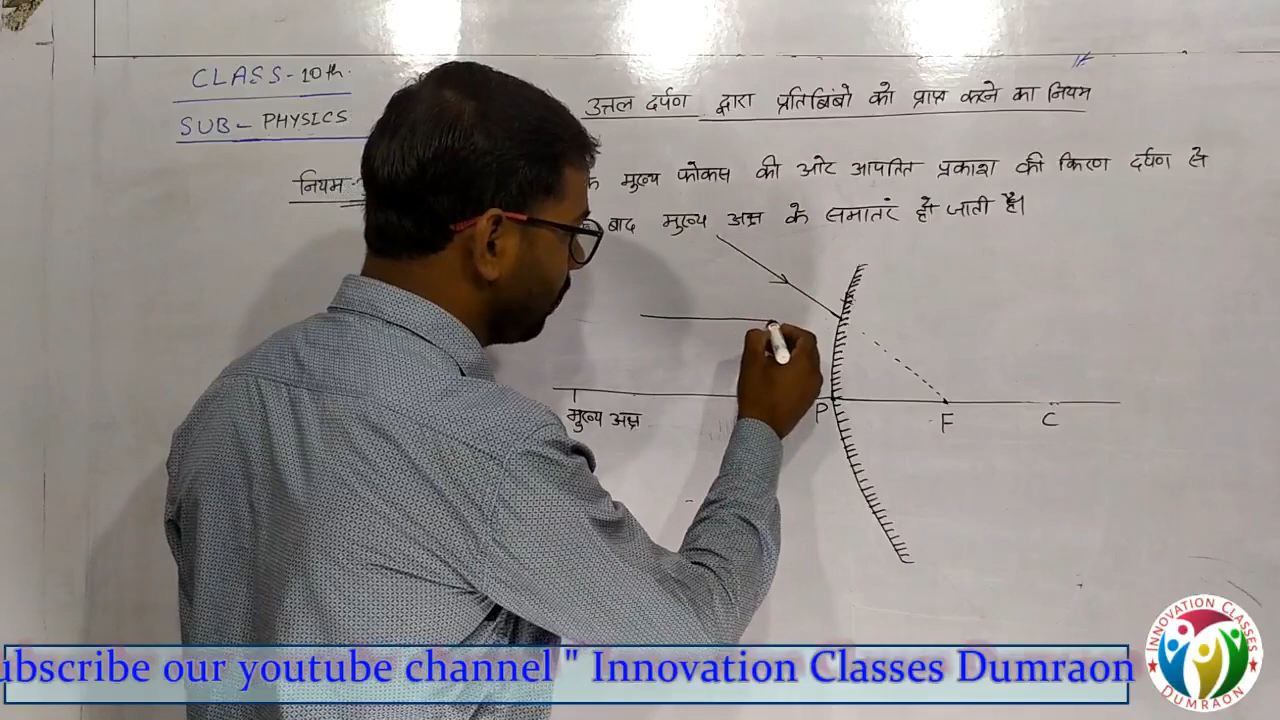 CLASS-10th.
उत्तल दर्पण द्वारा प्रतिबिंबो को प्राप्त करने का नियम
SUB- PHYSICS
नियम- मुख्य फोकस की ओर आपतित प्रकाश की किरण दर्पण से
बाद मुख्य अक्ष के समातंर हो जाती है।
मुख्य अक्ष
P
F
C
ubscribe our youtube channel " Innovation Classes Dumraon
INNOVATION CLASSES
DUMRAON